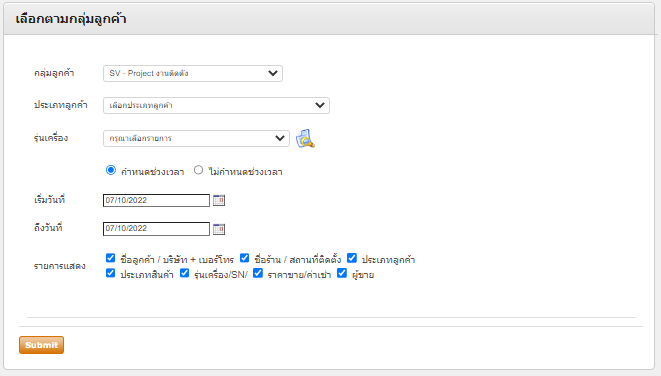 เลือกตามกลุ่มลูกค้า
กลุ่มลูกค้า SV - Project งานติดตั้ง
ประเภทลูกค้า เลือกประเภทลูกค้า
รุ่นเครื่อง กรุณาเลือกรายการ
กำหนดช่วงเวลา ไม่กำหนดช่วงเวลา
เริ่มวันที่ 07/10/2022
ถึงวันที่ 07/10/2022
รายการแสดง ชื่อลูกค้า / บริษัท + เบอร์โทร ชื่อร้าน / สถานที่ติดตั้ง ประเภทลูกค้า
ประเภทสินค้า รุ่นเครื่อง/SN/ ราคาขาย/ค่าเช่า ผู้ขาย
Submit